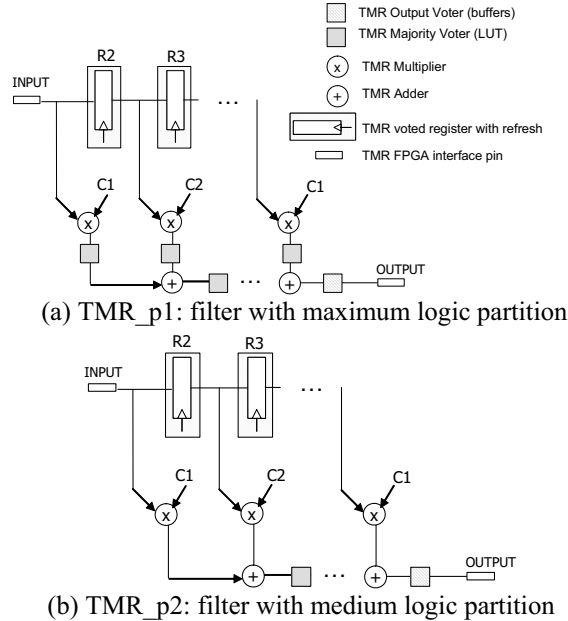 TMR Output Voter (buffers)
TMR Majority Voter (LUT)
x TMR Multiplier
+ TMR Adder
TMR voted register with refresh
TMR FPGA interface pin
R2 R3
INPUT
...
C1 C2 C1
x x x
+ ... +
OUTPUT
(a) TMR_p1: filter with maximum logic partition
R2 R3
INPUT
...
C1 C2 C1
x x x
+ ... +
OUTPUT
(b) TMR_p2: filter with medium logic partition